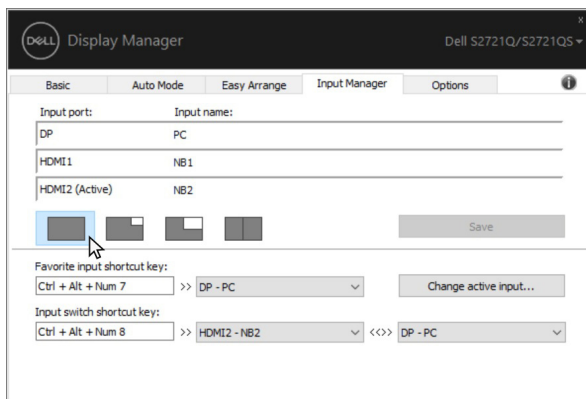 x
DELL Display Manager Dell S2721Q/S2721QS
Basic Auto Mode Easy Arrange Input Manager Options i
Input port: Input name:
DP PC
HDMI1 NB1
HDMI2 (Active) NB2
Save
Favorite input shortcut key:
Ctrl + Alt + Num 7 >> DP - PC Change active input...
Input switch shortcut key:
Ctrl + Alt + Num 8 >> HDMI2 - NB2 <<>> DP - PC